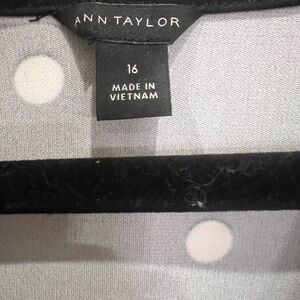 ANN TAYLOR
16
MADE IN
VIETNAM